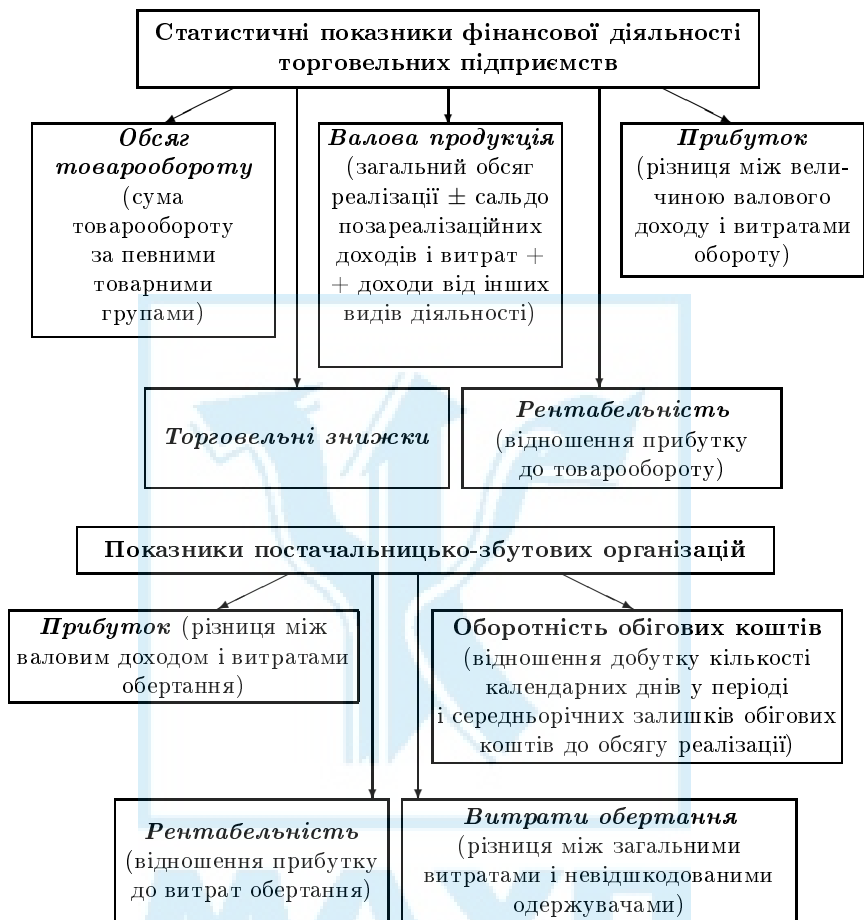 Статистичні показники фінансової діяльності
торговельних підприємств
Обсяг
товарообороту
(сума
товарообороту
за певними
товарними
групами)
Валова продукція
(загальний обсяг
реалізації ± сальдо
позареалізаційних
доходів і витрат +
+ доходи від інших
видів діяльності)
Прибуток
(різниця між вели-
чиною валового
доходу і витратами
обороту)
Торговельні знижки
Рентабельність
(відношення прибутку
до товарообороту)
Показники постачальницько-збутових організацій
Прибуток (різниця між
валовим доходом і витратами
обертання)
Оборотність обігових коштів
(відношення добутку кількості
календарних днів у періоді
і середньорічних залишків обігових
коштів до обсягу реалізації)
Рентабельність
(відношення прибутку
до витрат обертання)
Витрати обертання
(різниця між загальними
витратами і невідшкодованими
одержувачами)